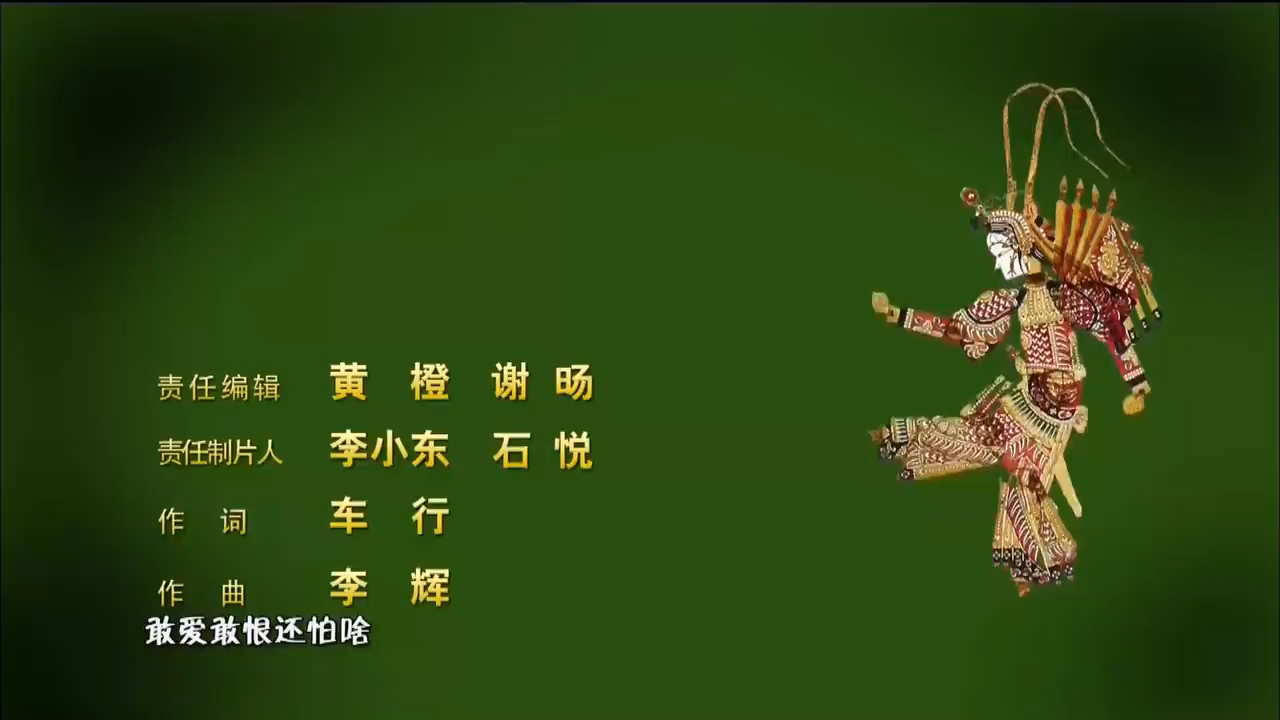 责任编辑 黄 橙 谢 旸
责任制片人 李小东 石 悦
作 词 车 行
作 曲 李 辉
敢爱敢恨还怕啥